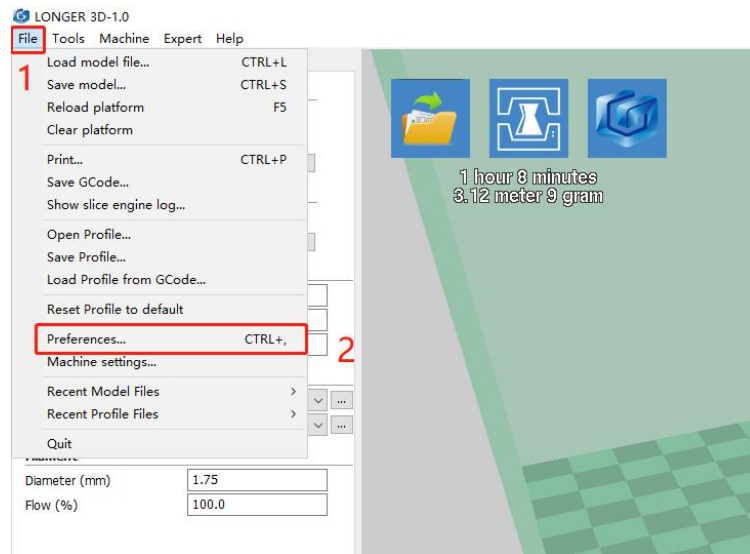 LONGER 3D-1.0
File Tools Machine Expert Help
1
Load model file... CTRL+L
Save model... CTRL+S
Reload platform F5
Clear platform
Print... CTRL+P
Save GCode...
Show slice engine log...
Open Profile...
Save Profile...
Load Profile from GCode...
Reset Profile to default
Preferences... CTRL+,
2
Machine settings...
Recent Model Files >
Recent Profile Files >
Quit
Diameter (mm) 1.75
Flow (%) 100.0
1 hour 8 minutes
3.12 meter 9 gram